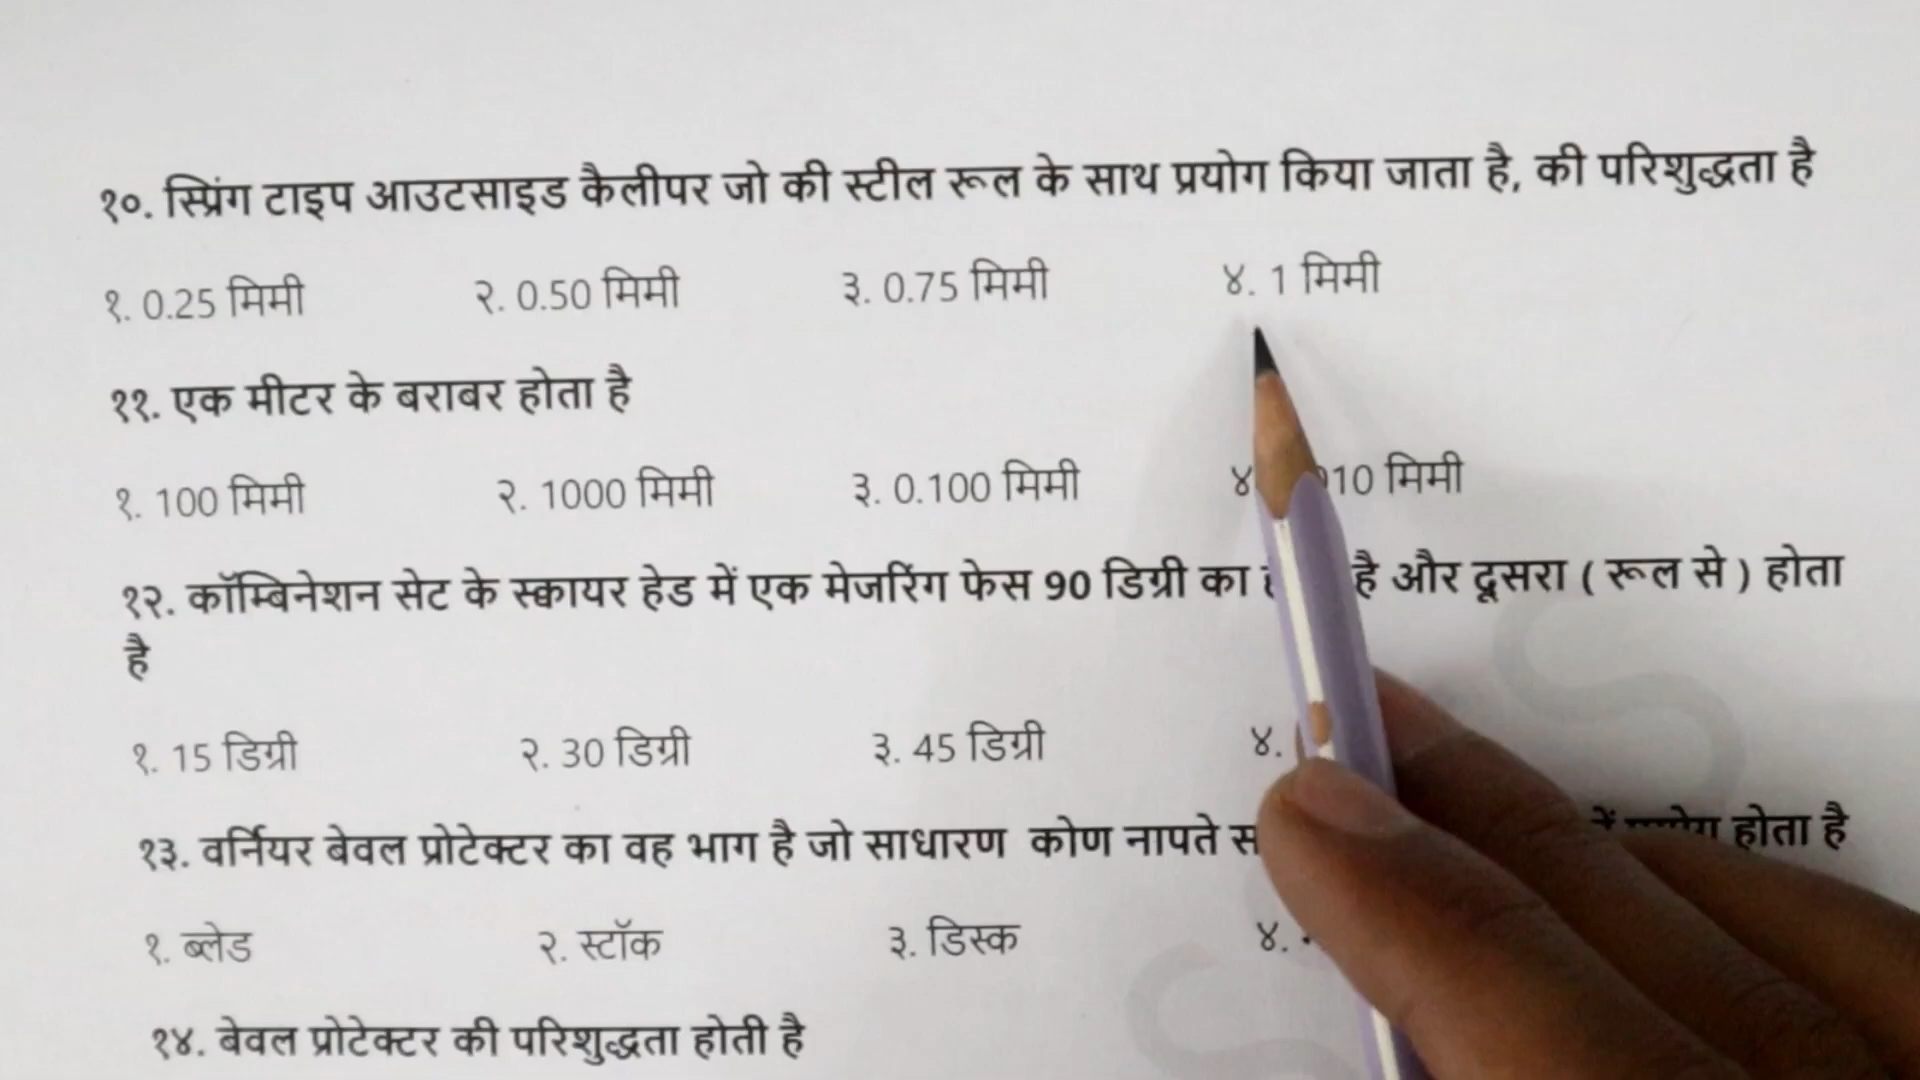 १०. स्प्रिंग टाइप आउटसाइड कैलीपर जो की स्टील रूल के साथ प्रयोग किया जाता है, की परिशुद्धता है
१. 0.25 मिमी २. 0.50 मिमी ३. 0.75 मिमी ४. 1 मिमी
११. एक मीटर के बराबर होता है
१. 100 मिमी २. 1000 मिमी ३. 0.100 मिमी ४ 10 मिमी
१२. कॉम्बिनेशन सेट के स्क्वायर हेड में एक मेजरिंग फेस 90 डिग्री का है और दूसरा ( रूल से ) होता
है
१. 15 डिग्री २. 30 डिग्री ३. 45 डिग्री ४.
१३. वर्नियर बेवल प्रोटेक्टर का वह भाग है जो साधारण कोण नापते होता है
१. ब्लेड २. स्टॉक ३. डिस्क ४.
१४. बेवल प्रोटेक्टर की परिशुद्धता होती है